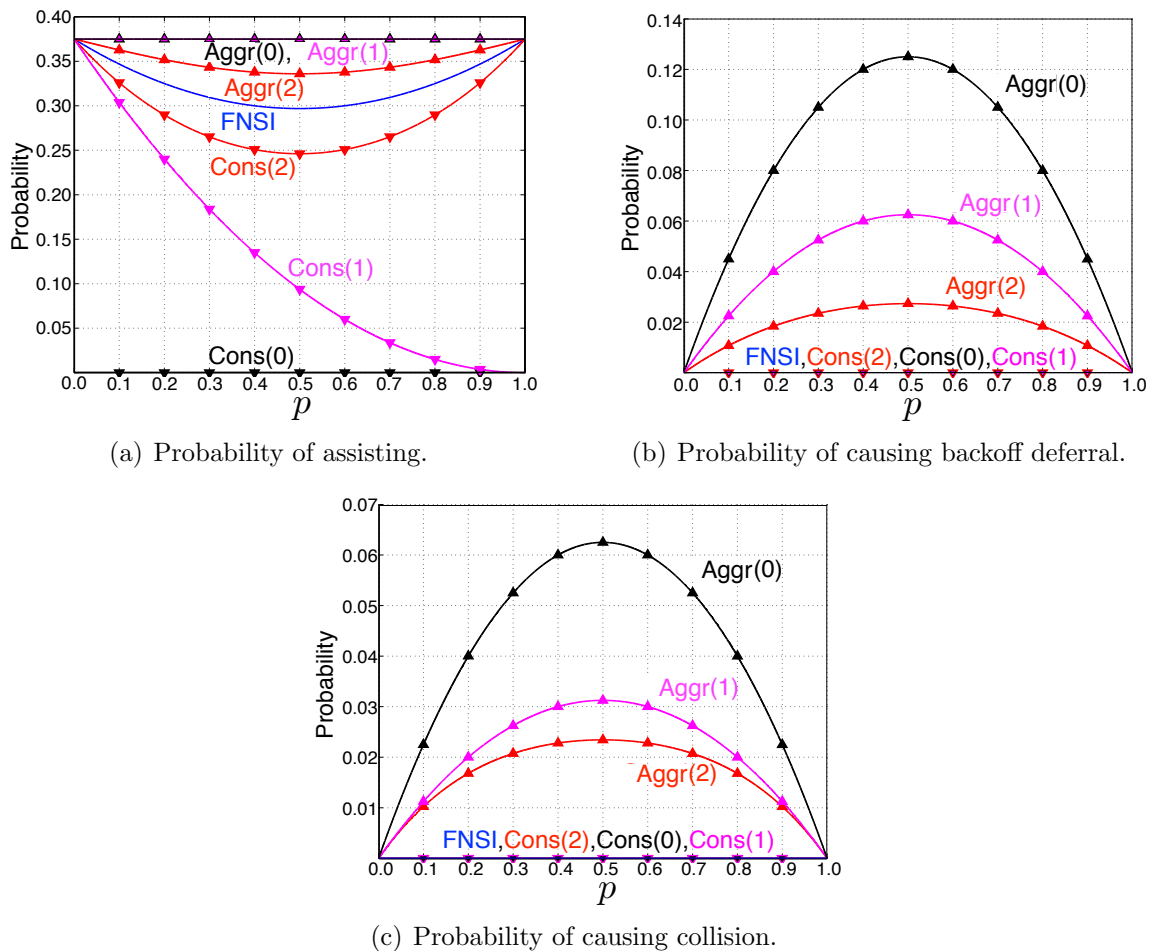 0.40
0.35
0.30
0.25
0.20
0.15
0.10
0.05
Probability
Aggr(0), Aggr(1)
Aggr(2)
FNSI
Cons(2)
Cons(1)
Cons(0)
0.0 0.1 0.2 0.3 0.4 0.5 0.6 0.7 0.8 0.9 1.0
p
(a) Probability of assisting.
0.14
0.12
0.10
0.08
0.06
0.04
0.02
Probability
Aggr(0)
Aggr(1)
Aggr(2)
FNSI,Cons(2),Cons(0),Cons(1)
0.0 0.1 0.2 0.3 0.4 0.5 0.6 0.7 0.8 0.9 1.0
p
(b) Probability of causing backoff deferral.
0.07
0.06
0.05
0.04
0.03
0.02
0.01
Probability
Aggr(0)
Aggr(1)
Aggr(2)
FNSI,Cons(2),Cons(0),Cons(1)
0.0 0.1 0.2 0.3 0.4 0.5 0.6 0.7 0.8 0.9 1.0
p
(c) Probability of causing collision.